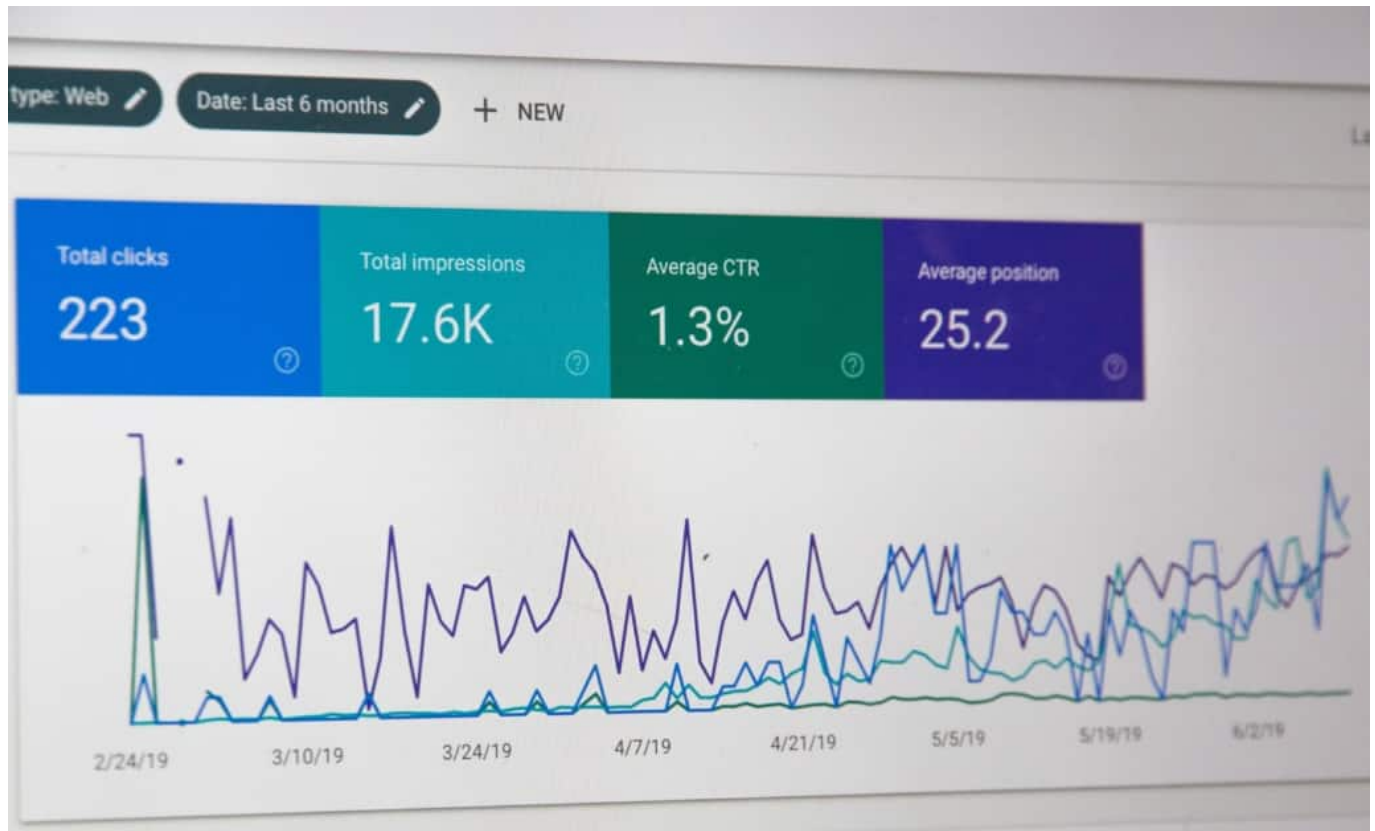 type: Web
Date: Last 6 months
+ NEW
Total clicks
223
Total impressions
17.6K
Average CTR
1.3%
Average position
25.2
2/24/19
3/10/19
3/24/19
4/7/19
4/21/19
5/5/19
5/19/19
6/2/19